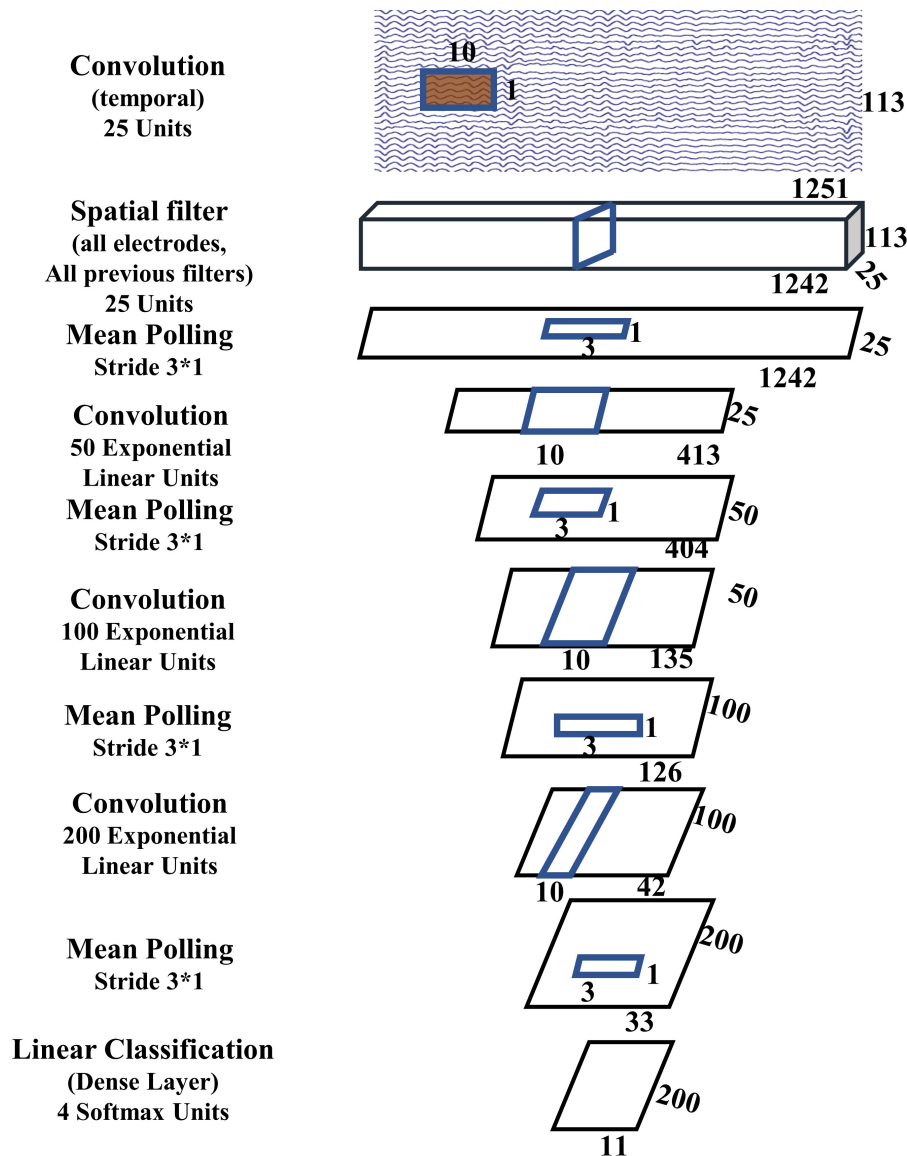 Convolution
(temporal)
25 Units
10
1
113
Spatial filter
(all electrodes,
All previous filters)
25 Units
1251
113
25
1242
Mean Polling
Stride 3*1
1
3
25
1242
Convolution
50 Exponential
Linear Units
25
10
413
Mean Polling
Stride 3*1
1
3
50
404
Convolution
100 Exponential
Linear Units
50
10
135
Mean Polling
Stride 3*1
1
3
100
126
Convolution
200 Exponential
Linear Units
100
10
42
Mean Polling
Stride 3*1
200
1
3
33
Linear Classification
(Dense Layer)
4 Softmax Units
200
11